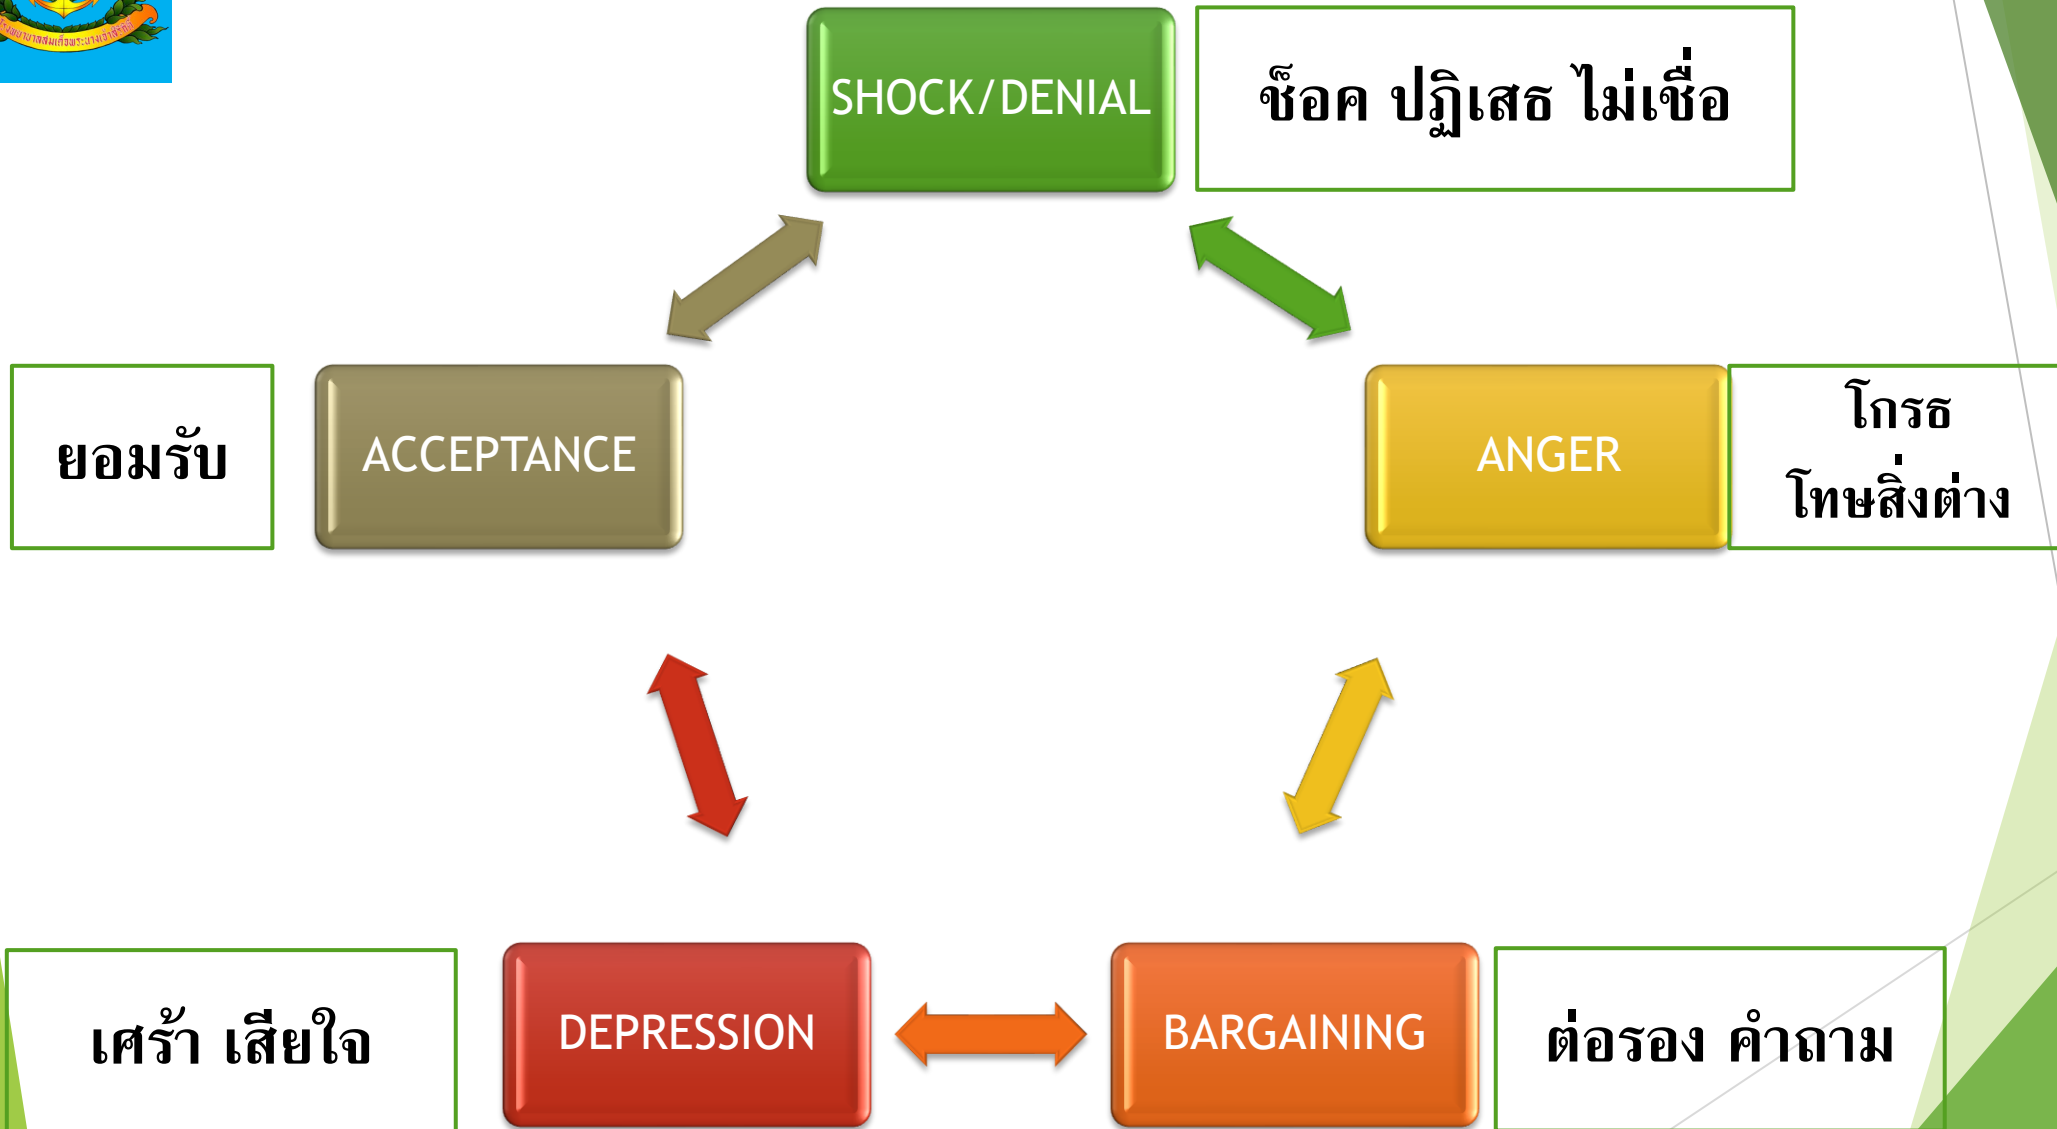 SHOCK/DENIAL
ช็อค ปฏิเสธ ไม่เชื่อ
ยอมรับ
ACCEPTANCE
ANGER
โกรธ
โทษสิ่งต่าง
เศร้า เสียใจ
DEPRESSION
BARGAINING
ต่อรอง คำถาม